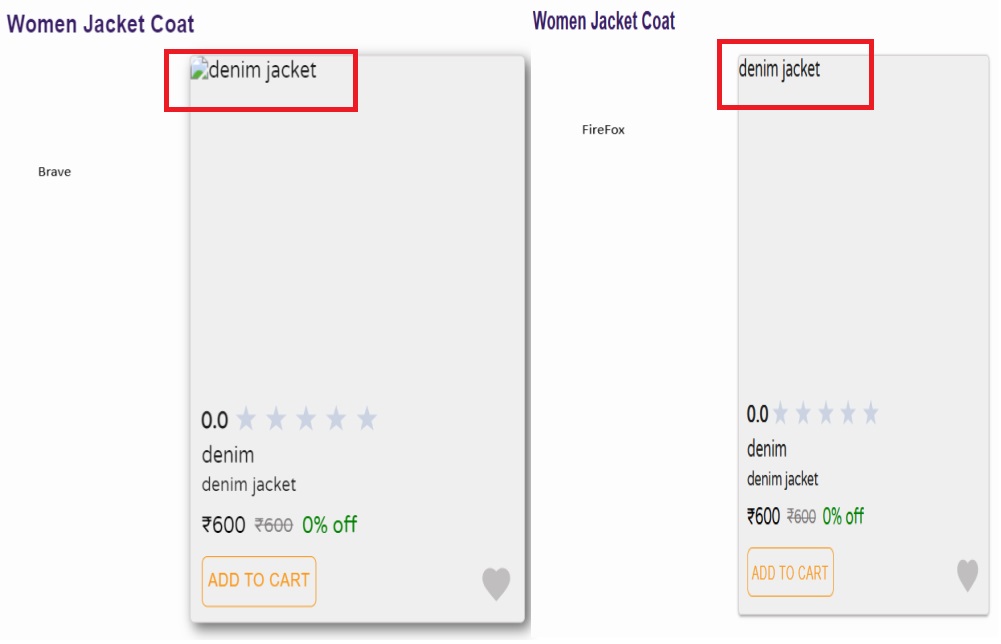 Women Jacket Coat
denim jacket
Brave
0.0
denim
denim jacket
₹600 ₹600 0% off
ADD TO CART
Women Jacket Coat
denim jacket
FireFox
0.0
denim
denim jacket
₹600 ₹600 0% off
ADD TO CART